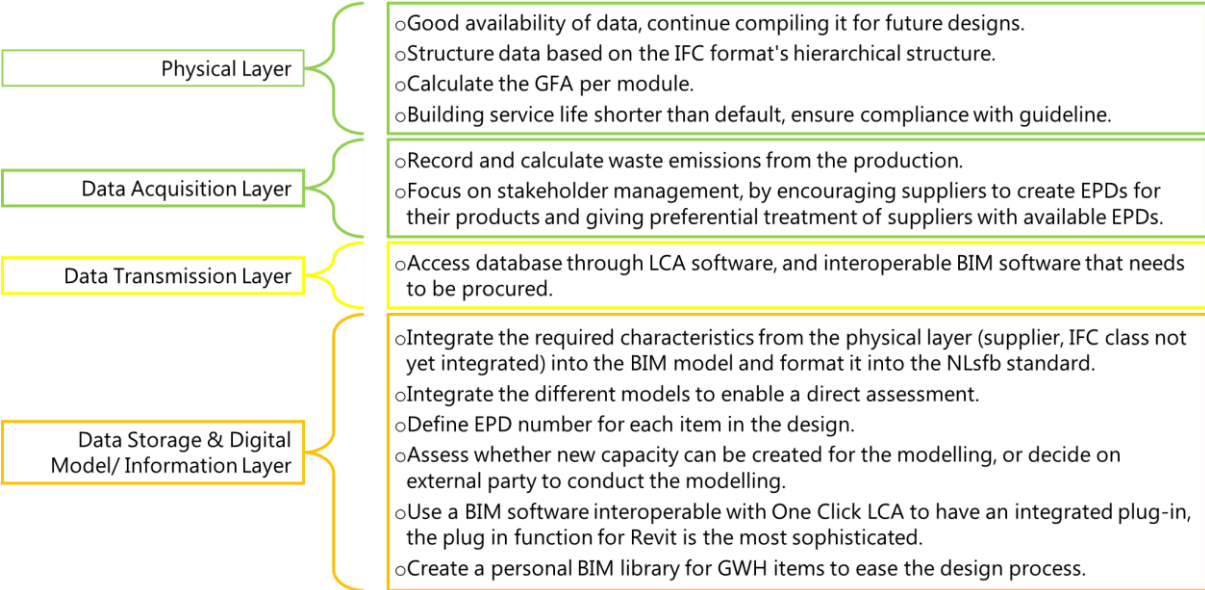 Physical Layer
oGood availability of data, continue compiling it for future designs.
oStructure data based on the IFC format's hierarchical structure.
oCalculate the GFA per module.
oBuilding service life shorter than default, ensure compliance with guideline.
Data Acquisition Layer
oRecord and calculate waste emissions from the production.
oFocus on stakeholder management, by encouraging suppliers to create EPDs for
their products and giving preferential treatment of suppliers with available EPDs.
Data Transmission Layer
oAccess database through LCA software, and interoperable BIM software that needs
to be procured.
Data Storage & Digital
Model/ Information Layer
oIntegrate the required characteristics from the physical layer (supplier, IFC class not
yet integrated) into the BIM model and format it into the NLsfb standard.
oIntegrate the different models to enable a direct assessment.
oDefine EPD number for each item in the design.
oAssess whether new capacity can be created for the modelling, or decide on
external party to conduct the modelling.
oUse a BIM software interoperable with One Click LCA to have an integrated plug-in,
the plug in function for Revit is the most sophisticated.
oCreate a personal BIM library for GWH items to ease the design process.